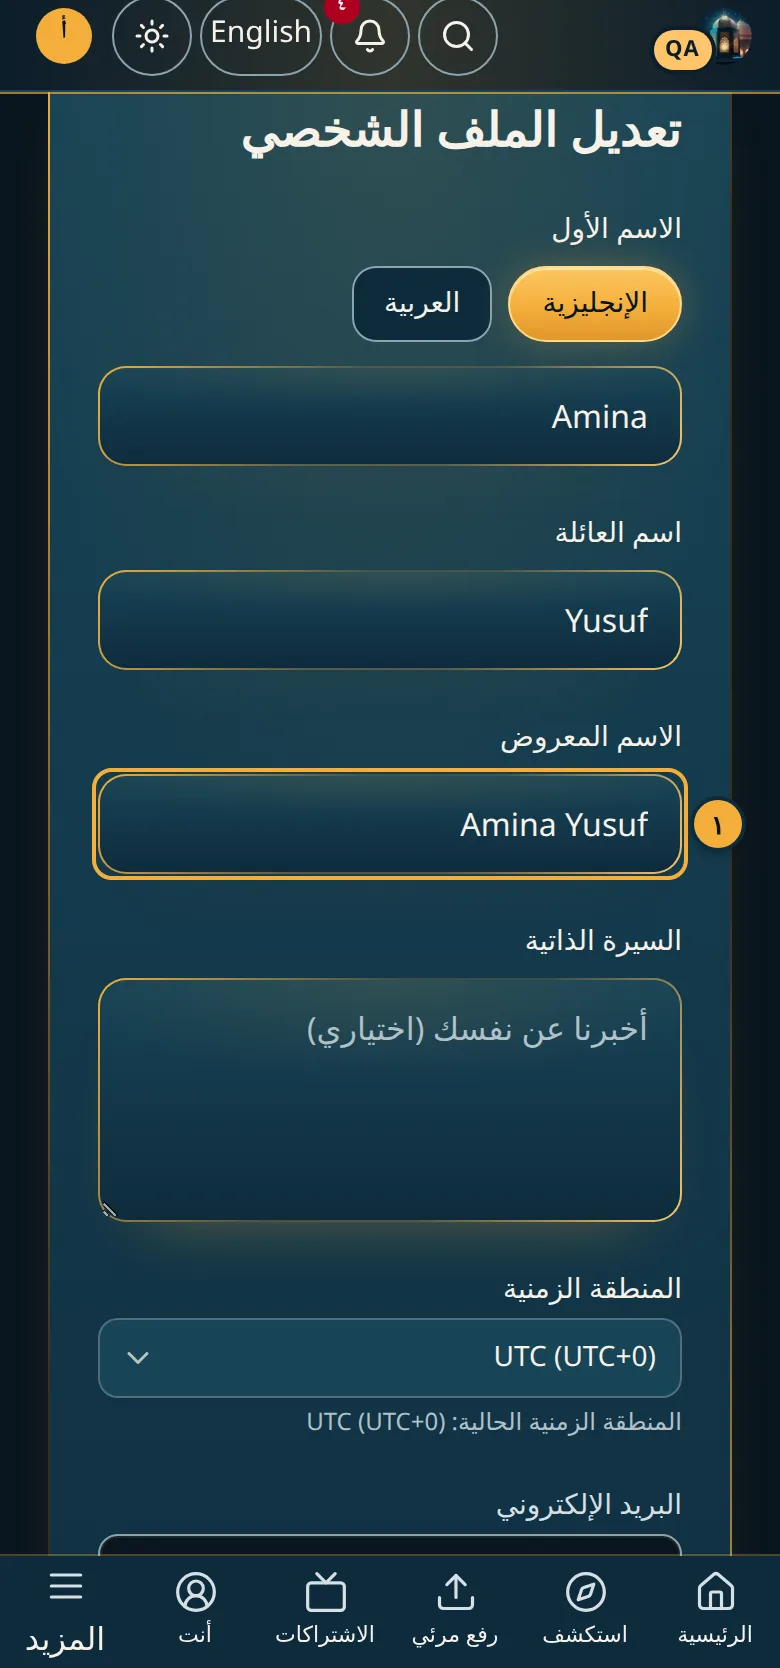 QA
٤
English
أ
تعديل الملف الشخصي
الاسم الأول
الإنجليزية
العربية
Amina
اسم العائلة
Yusuf
الاسم المعروض
Amina Yusuf
١
السيرة الذاتية
أخبرنا عن نفسك (اختياري)
المنطقة الزمنية
UTC (UTC+0)
المنطقة الزمنية الحالية: UTC (UTC+0)
البريد الإلكتروني
الرئيسية
استكشف
رفع مرئي
الاشتراكات
أنت
المزيد